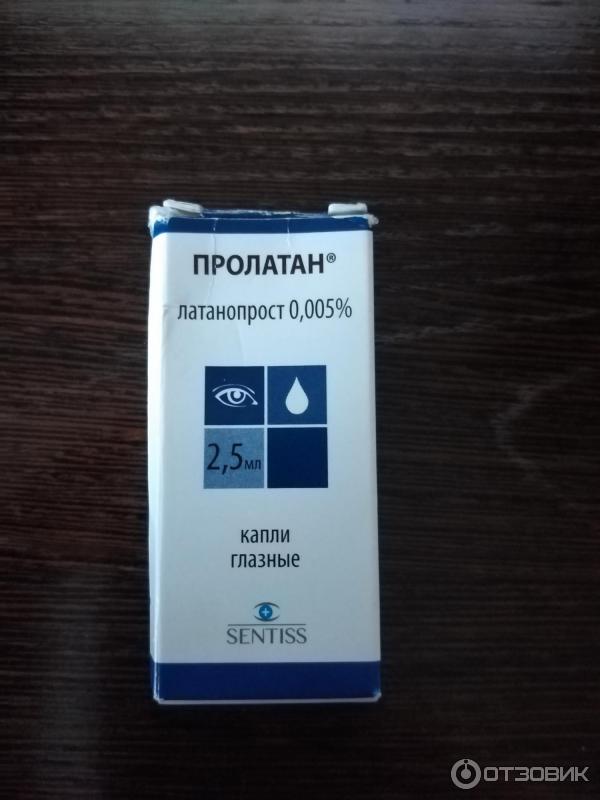 ПРОЛАТАН®
латанопрост 0,005%
2,5 мл
капли
глазные
SENTISS
ОТЗОВИК